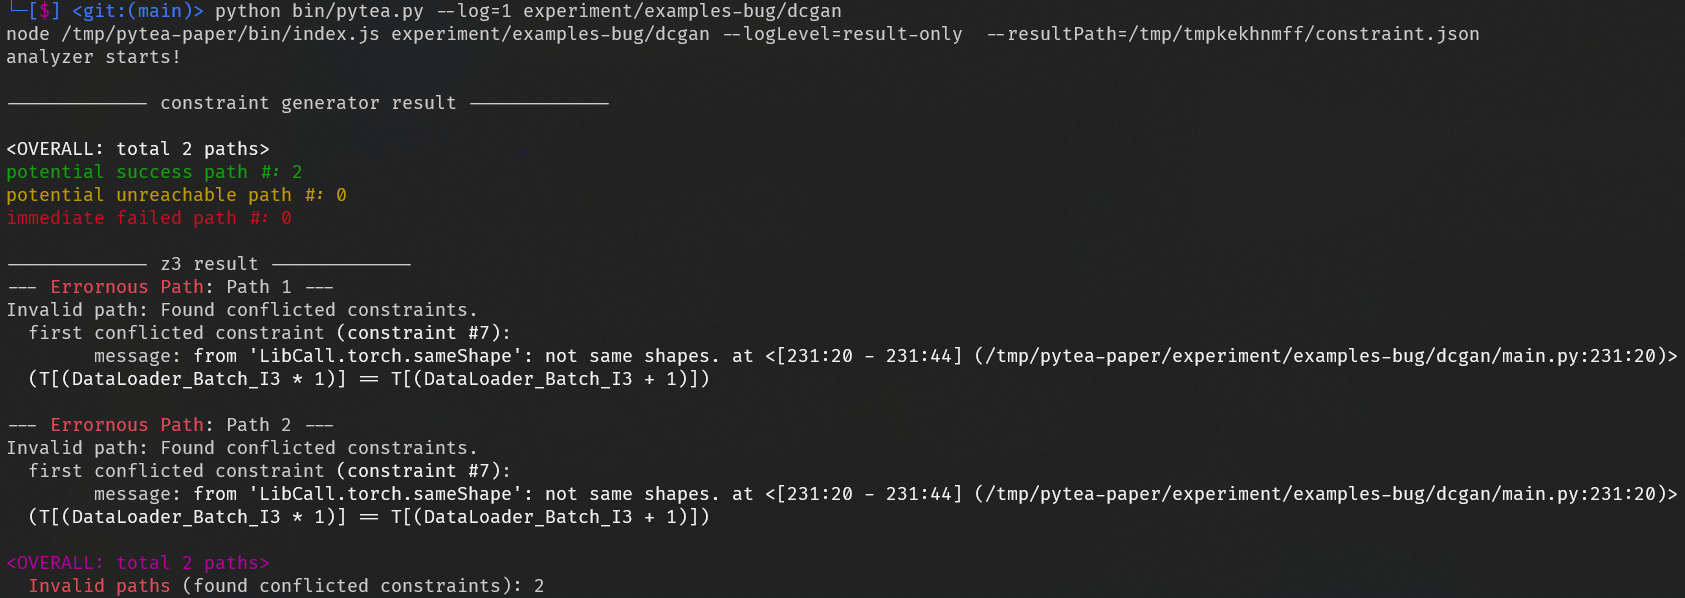 └─[$] <git:(main)> python bin/pytea.py --log=1 experiment/examples-bug/dcgan
node /tmp/pytea-paper/bin/index.js experiment/examples-bug/dcgan --logLevel=result-only  --resultPath=/tmp/tmpkekhnmff/constraint.json
analyzer starts!
------------- constraint generator result -------------
<OVERALL: total 2 paths>
potential success path #: 2
potential unreachable path #: 0
immediate failed path #: 0
------------- z3 result -------------
--- Errornous Path: Path 1 ---
Invalid path: Found conflicted constraints.
  first conflicted constraint (constraint #7):
        message: from 'LibCall.torch.sameShape': not same shapes. at <[231:20 - 231:44] (/tmp/pytea-paper/experiment/examples-bug/dcgan/main.py:231:20)>
  (T[(DataLoader_Batch_I3 * 1)] == T[(DataLoader_Batch_I3 + 1)])
--- Errornous Path: Path 2 ---
Invalid path: Found conflicted constraints.
  first conflicted constraint (constraint #7):
        message: from 'LibCall.torch.sameShape': not same shapes. at <[231:20 - 231:44] (/tmp/pytea-paper/experiment/examples-bug/dcgan/main.py:231:20)>
  (T[(DataLoader_Batch_I3 * 1)] == T[(DataLoader_Batch_I3 + 1)])
<OVERALL: total 2 paths>
  Invalid paths (found conflicted constraints): 2